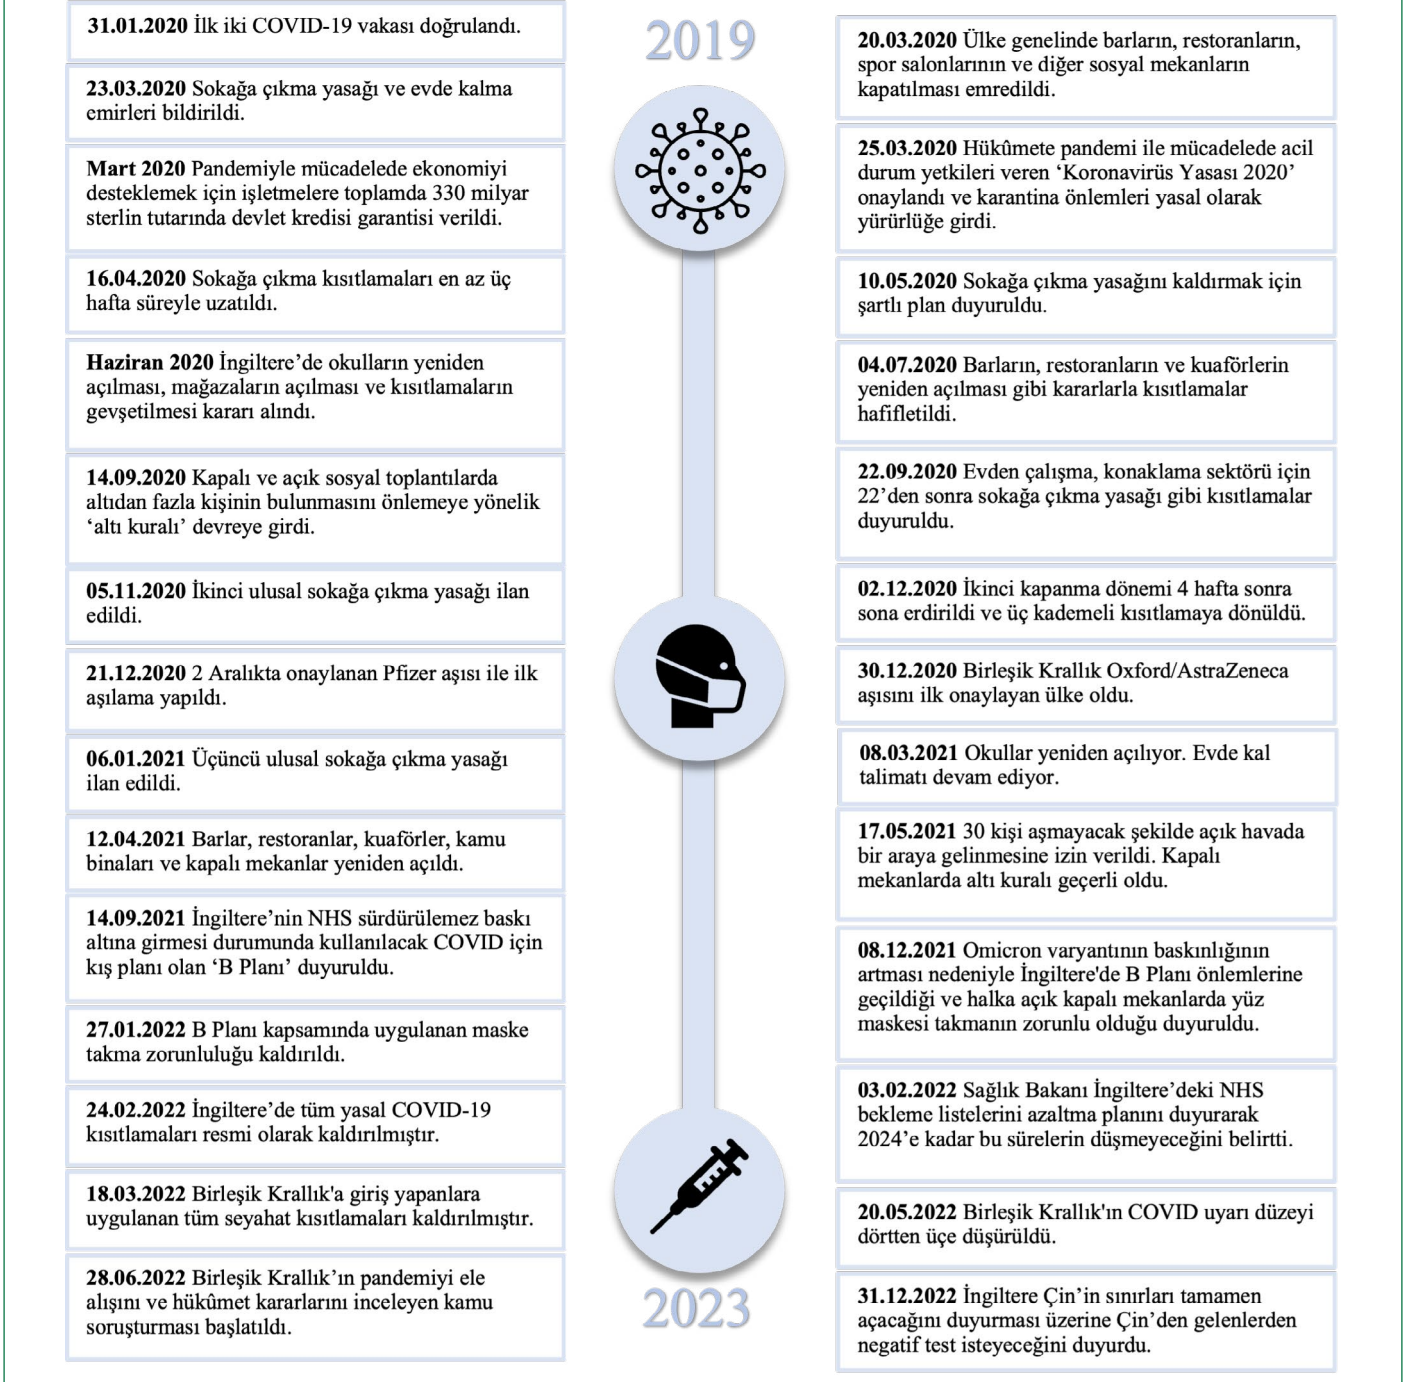 31.01.2020 İlk iki COVID-19 vakası doğrulandı.
2019
20.03.2020 Ülke genelinde barların, restoranların,
spor salonlarının ve diğer sosyal mekanların
kapatılması emredildi.
23.03.2020 Sokağa çıkma yasağı ve evde kalma
emirleri bildirildi.
25.03.2020 Hükûmete pandemi ile mücadelede acil
durum yetkileri veren ‘Koronavirüs Yasası 2020’
onaylandı ve karantina önlemleri yasal olarak
yürürlüğe girdi.
Mart 2020 Pandemiyle mücadelede ekonomiyi
desteklemek için işletmelere toplamda 330 milyar
sterlin tutarında devlet kredisi garantisi verildi.
16.04.2020 Sokağa çıkma kısıtlamaları en az üç
hafta süreyle uzatıldı.
10.05.2020 Sokağa çıkma yasağını kaldırmak için
şartlı plan duyuruldu.
Haziran 2020 İngiltere’de okulların yeniden
açılması, mağazaların açılması ve kısıtlamaların
gevşetilmesi kararı alındı.
04.07.2020 Barların, restoranların ve kuaförlerin
yeniden açılması gibi kararlarla kısıtlamalar
hafifletildi.
14.09.2020 Kapalı ve açık sosyal toplantılarda
altıdan fazla kişinin bulunmasını önlemeye yönelik
‘altı kuralı’ devreye girdi.
22.09.2020 Evden çalışma, konaklama sektörü için
22’den sonra sokağa çıkma yasağı gibi kısıtlamalar
duyuruldu.
05.11.2020 İkinci ulusal sokağa çıkma yasağı ilan
edildi.
02.12.2020 İkinci kapanma dönemi 4 hafta sonra
sona erdirildi ve üç kademeli kısıtlamaya dönüldü.
21.12.2020 2 Aralıkta onaylanan Pfizer aşısı ile ilk
aşılama yapıldı.
30.12.2020 Birleşik Krallık Oxford/AstraZeneca
aşısını ilk onaylayan ülke oldu.
06.01.2021 Üçüncü ulusal sokağa çıkma yasağı
ilan edildi.
08.03.2021 Okullar yeniden açılıyor. Evde kal
talimatı devam ediyor.
12.04.2021 Barlar, restoranlar, kuaförler, kamu
binaları ve kapalı mekanlar yeniden açıldı.
17.05.2021 30 kişi aşmayacak şekilde açık havada
bir araya gelinmesine izin verildi. Kapalı
mekanlarda altı kuralı geçerli oldu.
14.09.2021 İngiltere’nin NHS sürdürülemez baskı
altına girmesi durumunda kullanılacak COVID için
kış planı olan ‘B Planı’ duyuruldu.
08.12.2021 Omicron varyantının baskınlığının
artması nedeniyle İngiltere'de B Planı önlemlerine
geçildiği ve halka açık kapalı mekanlarda yüz
maskesi takmanın zorunlu olduğu duyuruldu.
27.01.2022 B Planı kapsamında uygulanan maske
takma zorunluluğu kaldırıldı.
03.02.2022 Sağlık Bakanı İngiltere’deki NHS
bekleme listelerini azaltma planını duyurarak
2024’e kadar bu sürelerin düşmeyeceğini belirtti.
24.02.2022 İngiltere’de tüm yasal COVID-19
kısıtlamaları resmi olarak kaldırılmıştır.
18.03.2022 Birleşik Krallık'a giriş yapanlara
uygulanan tüm seyahat kısıtlamaları kaldırılmıştır.
20.05.2022 Birleşik Krallık'ın COVID uyarı düzeyi
dörtten üçe düşürüldü.
28.06.2022 Birleşik Krallık’ın pandemiyi ele
alışını ve hükûmet kararlarını inceleyen kamu
soruşturması başlatıldı.
2023
31.12.2022 İngiltere Çin’in sınırları tamamen
açacağını duyurması üzerine Çin’den gelenlerden
negatif test isteyeceğini duyurdu.